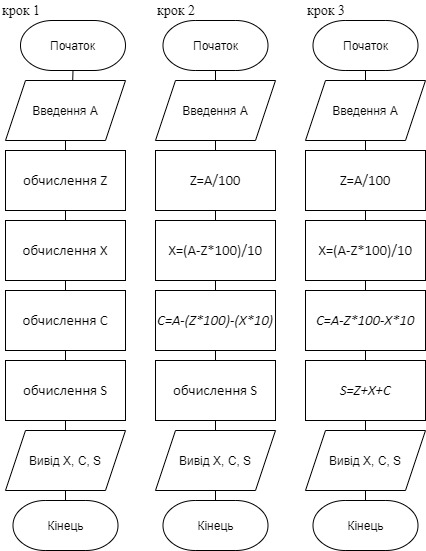 крок 1
Початок
Введення А
обчислення Z
обчислення X
обчислення C
обчислення S
Вивід X, C, S
Кінець
крок 2
Початок
Введення А
Z=A/100
X=(A-Z*100)/10
C=A-(Z*100)-(X*10)
обчислення S
Вивід X, C, S
Кінець
крок 3
Початок
Введення А
Z=A/100
X=(A-Z*100)/10
C=A-Z*100-X*10
S=Z+X+C
Вивід X, C, S
Кінець